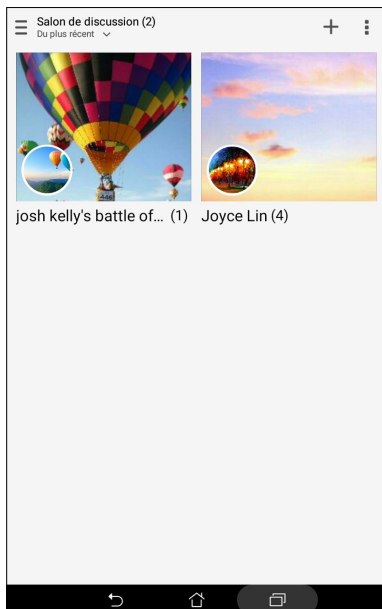 Salon de discussion (2)
Du plus récent
josh kelly's battle of... (1)
Joyce Lin (4)